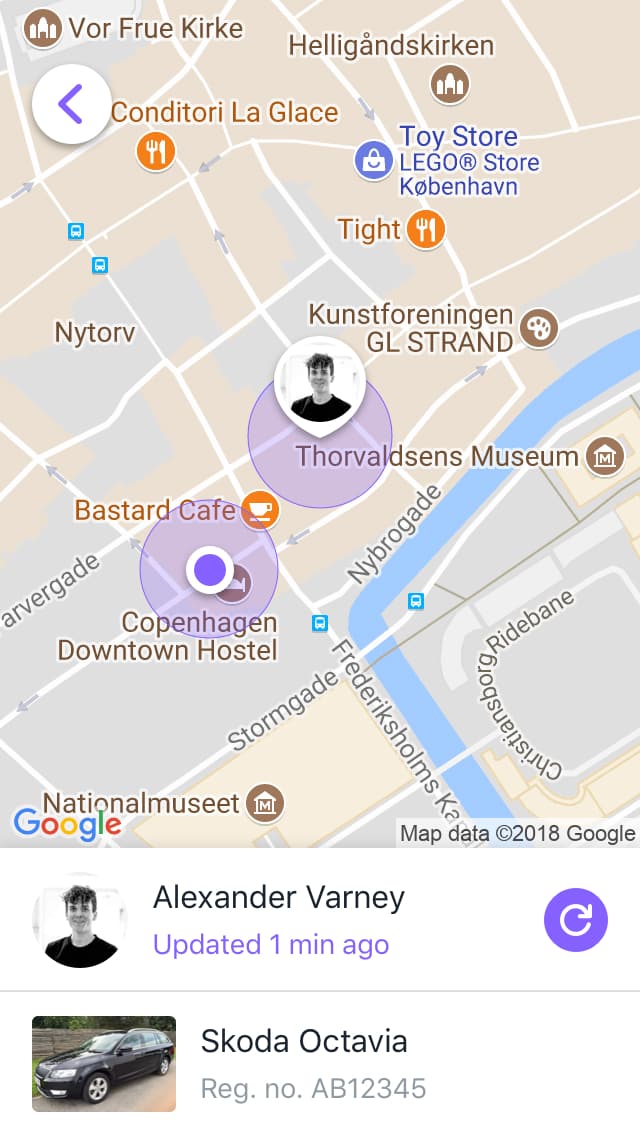 Vor Frue Kirke
Helligåndskirken
Conditori La Glace
Toy Store
LEGO® Store
København
Tight
Nytorv
Kunstforeningen
GL STRAND
Thorvaldsens Museum
Bastard Cafe
Nybrogade
arvergade
Copenhagen
Downtown Hostel
Christiansborg Ridebane
Stormgade
Frederiksholms Kan
Nationalmuseet
Google
Map data ©2018 Google
Alexander Varney
Updated 1 min ago
Skoda Octavia
Reg. no. AB12345